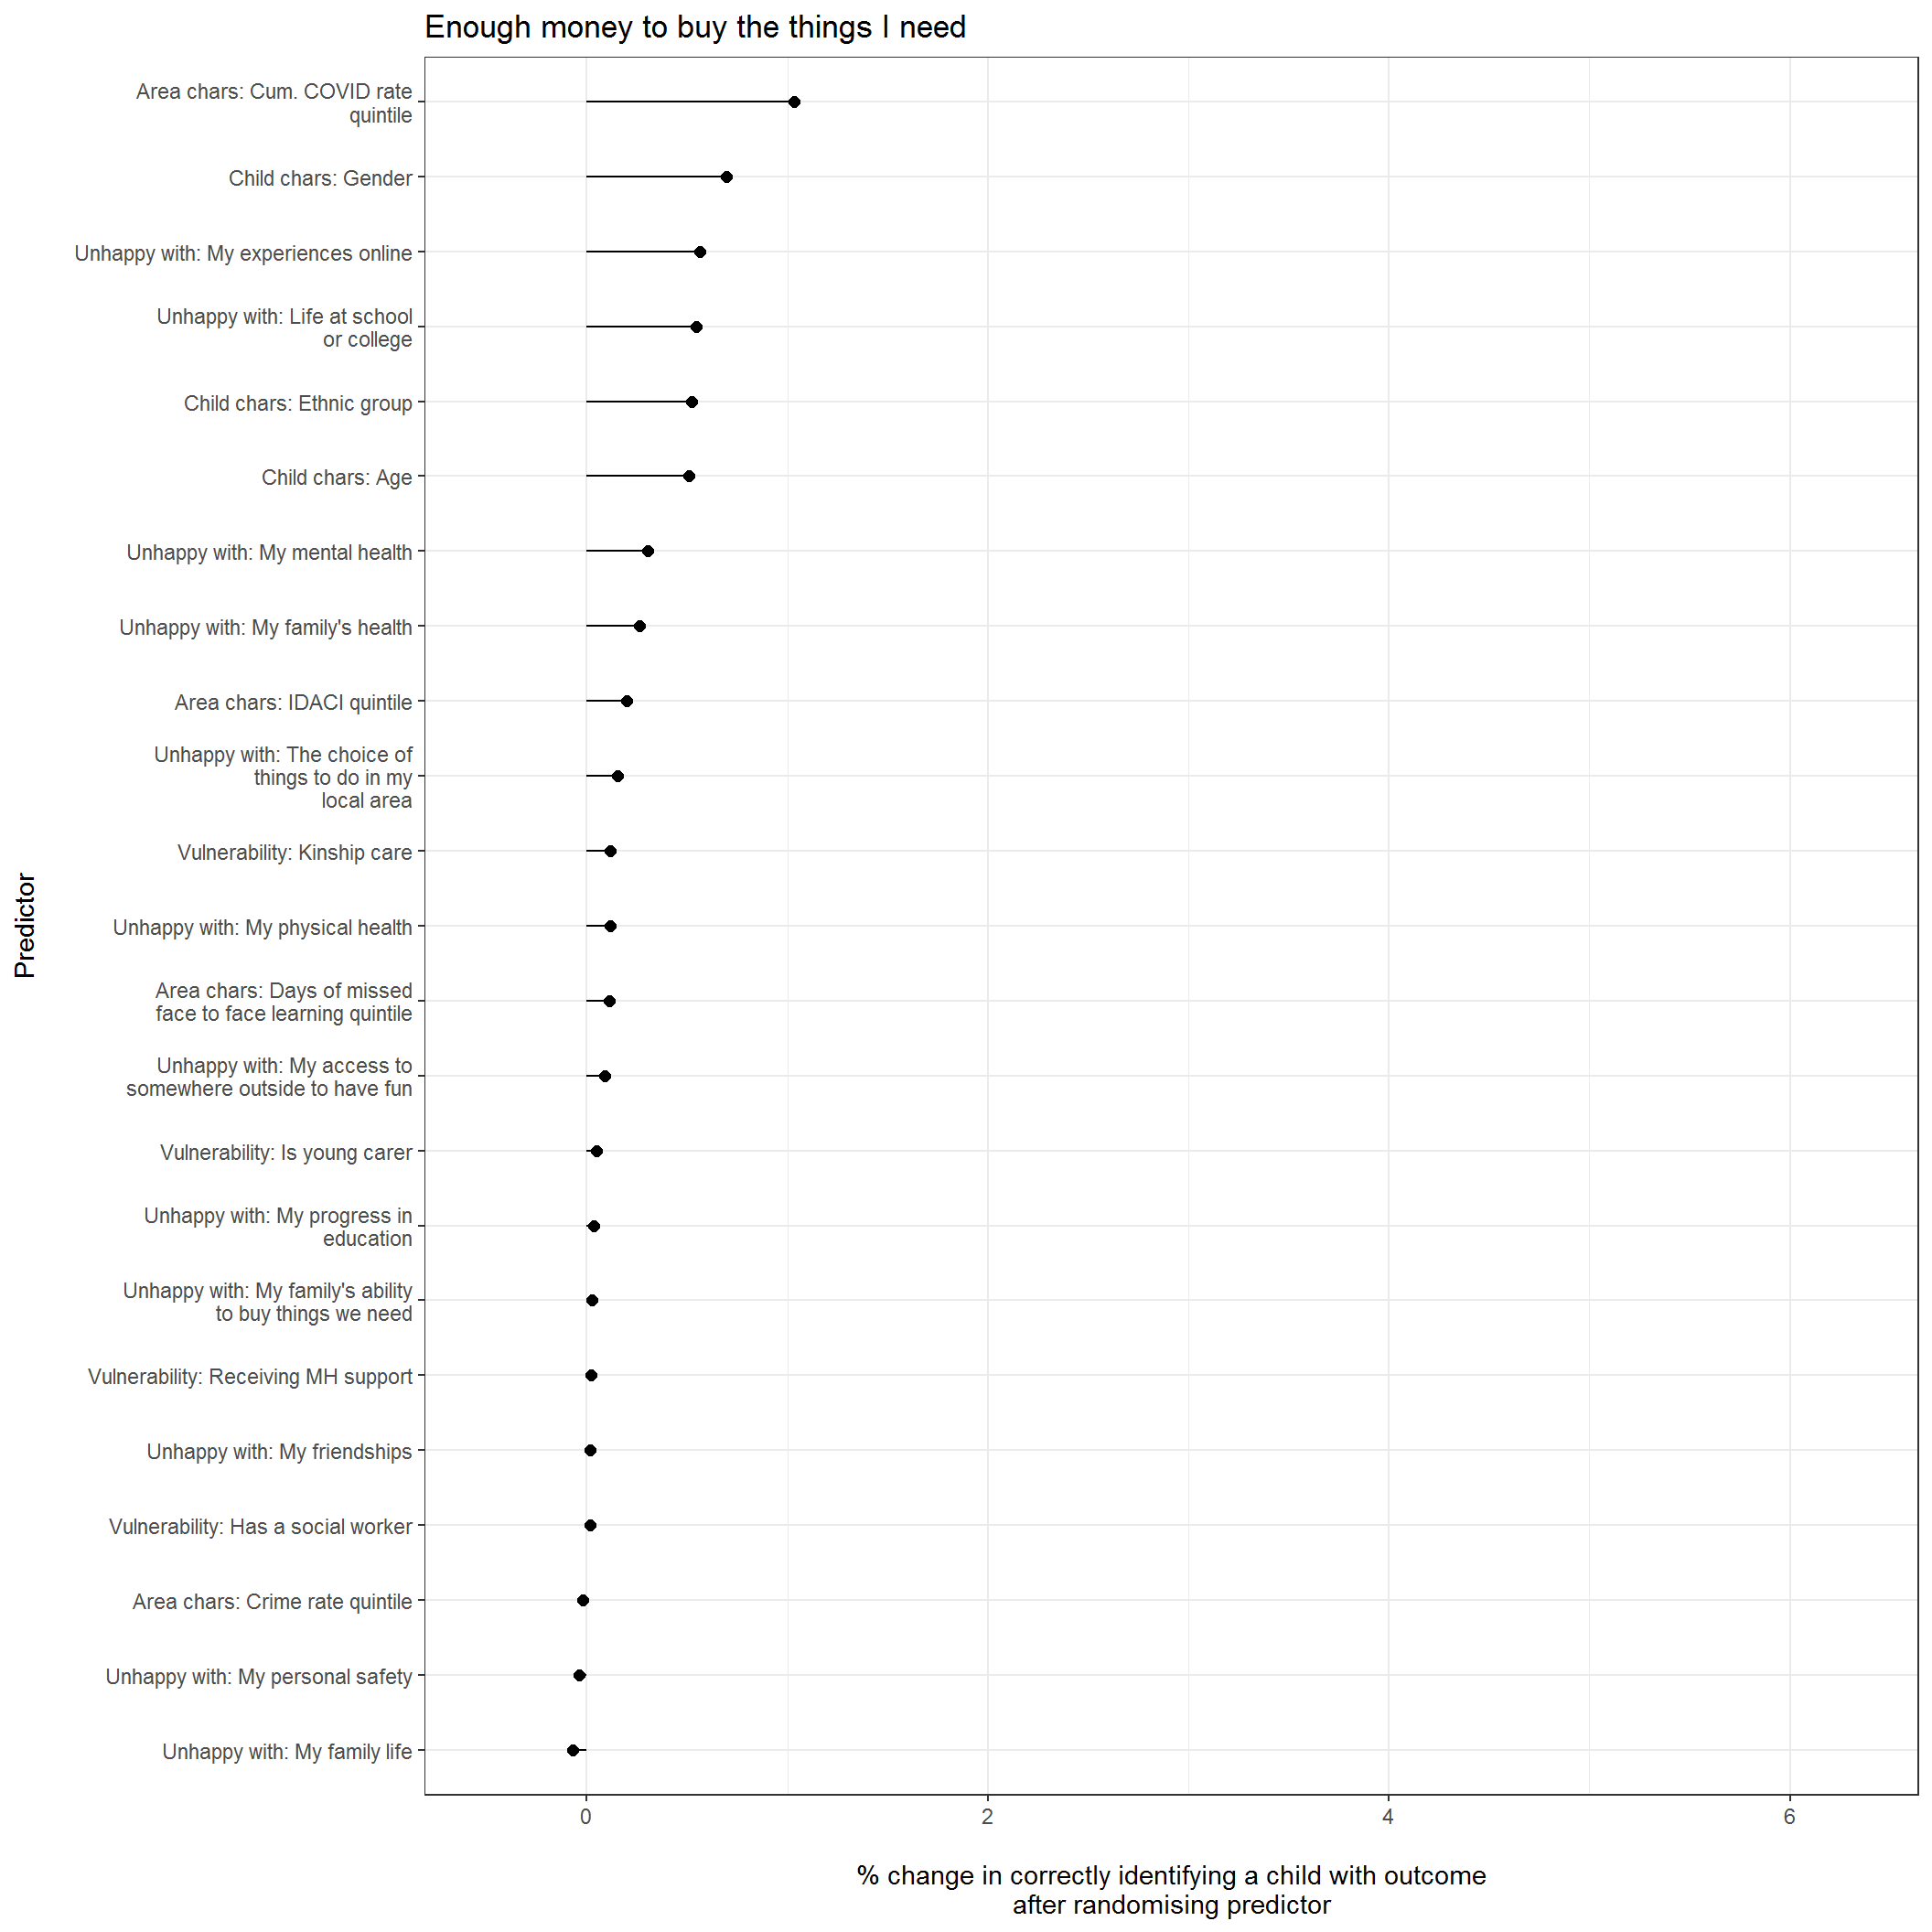 Enough money to buy the things I need
Area chars: Cum. COVID rate
quintile
Child chars: Gender
Unhappy with: My experiences online
Unhappy with: Life at school
or college
Child chars: Ethnic group
Child chars: Age
Unhappy with: My mental health
Unhappy with: My family's health
Area chars: IDACI quintile
Unhappy with: The choice of
things to do in my
local area
Vulnerability: Kinship care
Unhappy with: My physical health
Area chars: Days of missed
face to face learning quintile
Unhappy with: My access to
somewhere outside to have fun
Vulnerability: Is young carer
Unhappy with: My progress in
education
Unhappy with: My family's ability
to buy things we need
Vulnerability: Receiving MH support
Unhappy with: My friendships
Vulnerability: Has a social worker
Area chars: Crime rate quintile
Unhappy with: My personal safety
Unhappy with: My family life
Predictor
0 2 4 6
% change in correctly identifying a child with outcome
after randomising predictor